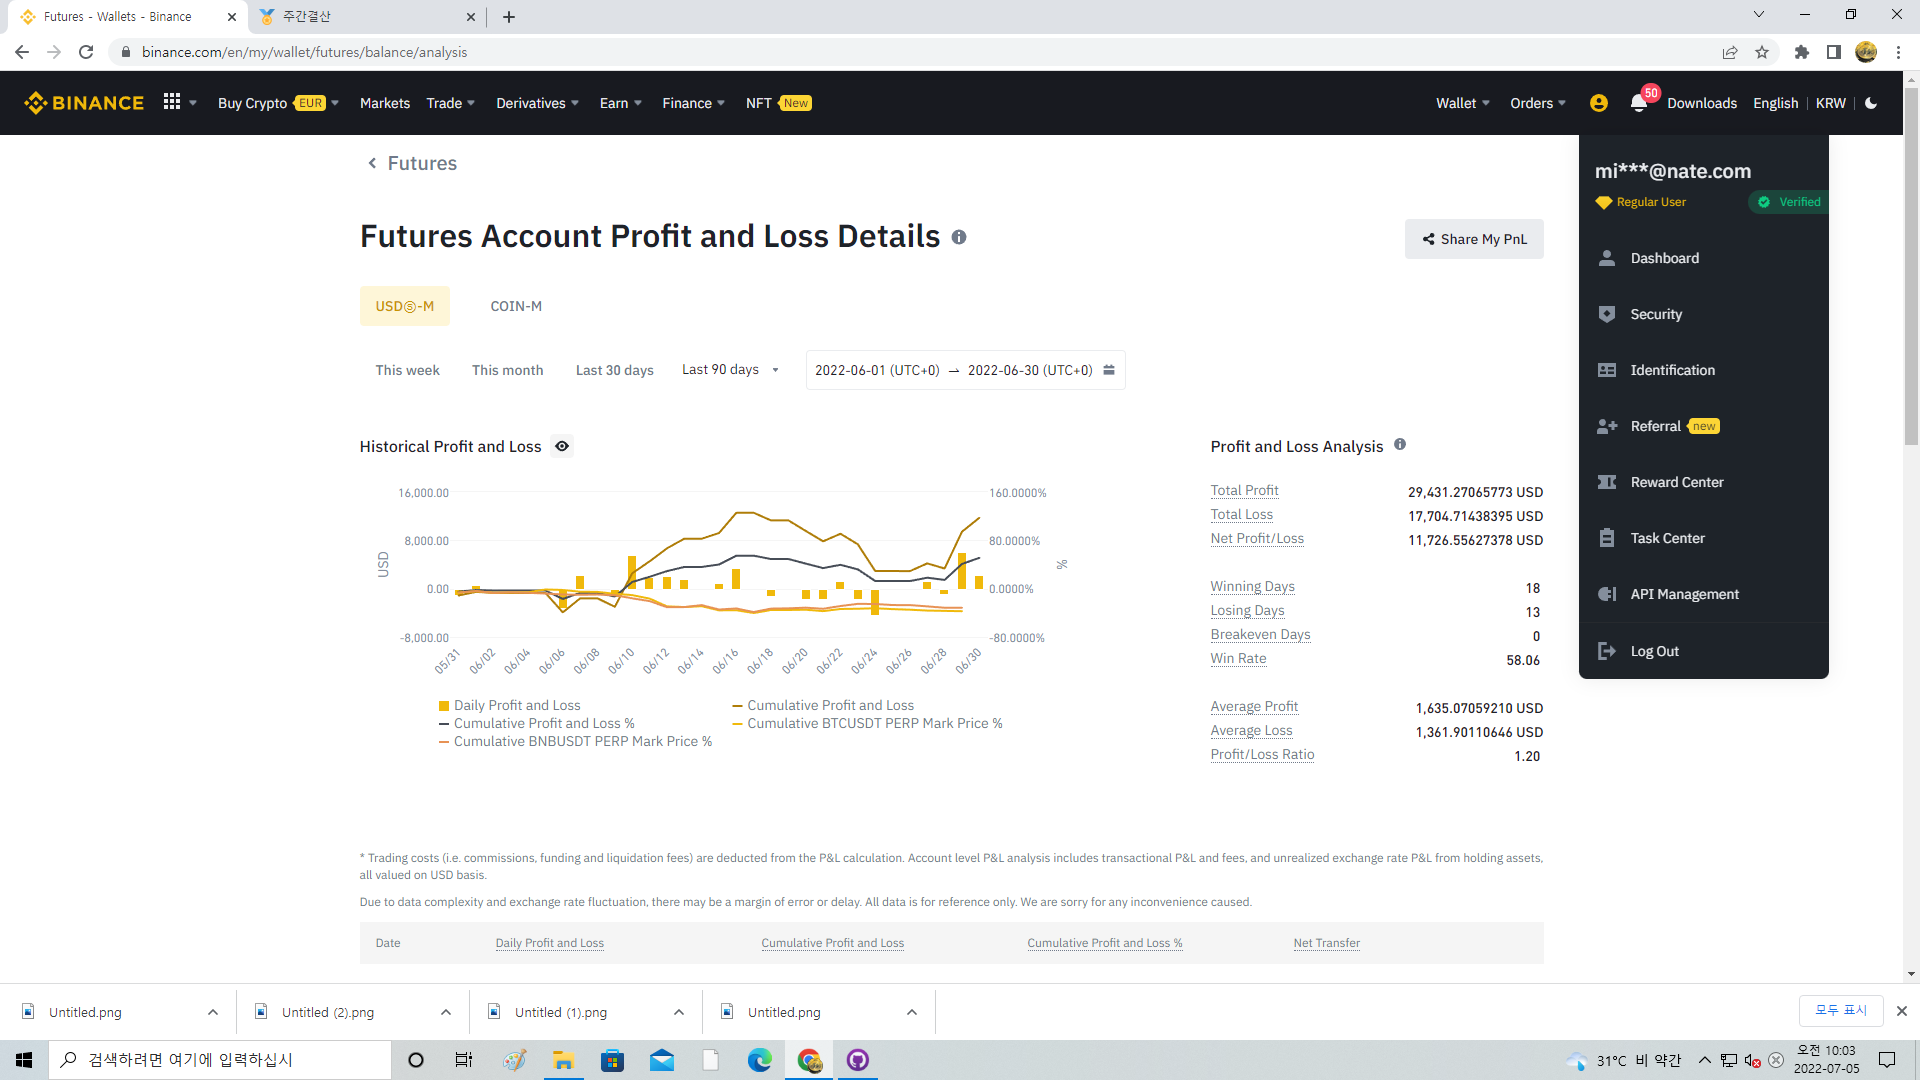 Futures - Wallets - Binance
주간결산
binance.com/en/my/wallet/futures/balance/analysis
BINANCE
Buy Crypto EUR
Markets
Trade
Derivatives
Earn
Finance
NFT New
Wallet
Orders
50
Downloads
English
KRW
Futures
mi***@nate.com
Regular User
Verified
Futures Account Profit and Loss Details
Share My PnL
Dashboard
USDⓈ-M
COIN-M
Security
This week
This month
Last 30 days
Last 90 days
2022-06-01 (UTC+0) → 2022-06-30 (UTC+0)
Identification
Referral new
Reward Center
Task Center
API Management
Log Out
Historical Profit and Loss
16,000.00
8,000.00
0.00
-8,000.00
USD
160.0000%
80.0000%
0.0000%
-80.0000%
%
05/31
06/02
06/04
06/06
06/08
06/10
06/12
06/14
06/16
06/18
06/20
06/22
06/24
06/26
06/28
06/30
Daily Profit and Loss
Cumulative Profit and Loss
Cumulative Profit and Loss %
Cumulative BTCUSDT PERP Mark Price %
Cumulative BNBUSDT PERP Mark Price %
Profit and Loss Analysis
Total Profit 29,431.27065773 USD
Total Loss 17,704.71438395 USD
Net Profit/Loss 11,726.55627378 USD
Winning Days 18
Losing Days 13
Breakeven Days 0
Win Rate 58.06
Average Profit 1,635.07059210 USD
Average Loss 1,361.90110646 USD
Profit/Loss Ratio 1.20
* Trading costs (i.e. commissions, funding and liquidation fees) are deducted from the P&L calculation. Account level P&L analysis includes transactional P&L and fees, and unrealized exchange rate P&L from holding assets,
all valued on USD basis.
Due to data complexity and exchange rate fluctuation, there may be a margin of error or delay. All data is for reference only. We are sorry for any inconvenience caused.
Date
Daily Profit and Loss
Cumulative Profit and Loss
Cumulative Profit and Loss %
Net Transfer
Untitled.png
Untitled (2).png
Untitled (1).png
Untitled.png
모두 표시
검색하려면 여기에 입력하십시
31°C 비 약간
오전 10:03
2022-07-05